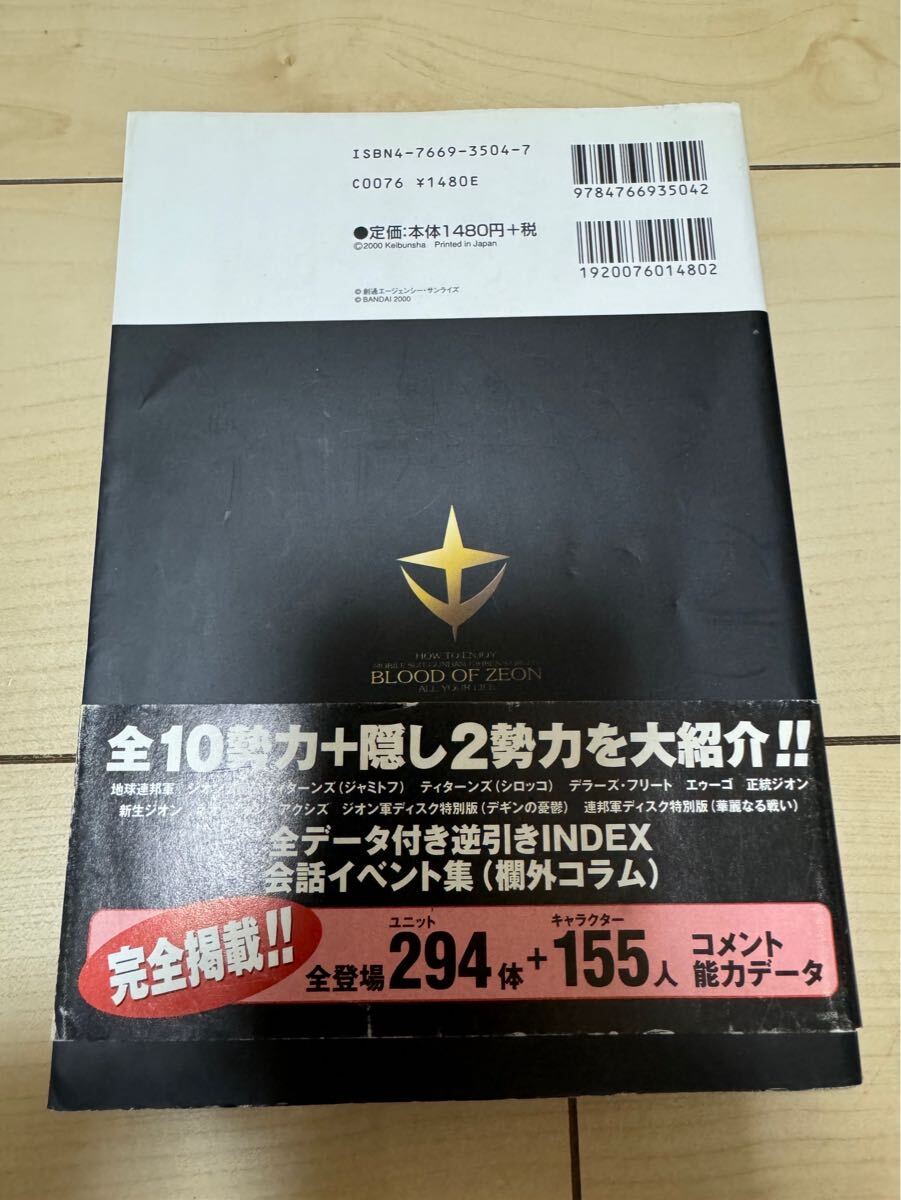 ISBN4-7669-3504-7
C0076 ¥1480E
9784766935042
●定価:本体1480円+税
©2000 Keibunsha Printed in Japan
1920076014802
© 創通エージェンシー・サンライズ
© BANDAI 2000
HOW TO ENJOY
MOBILE SUIT GUNDAM
BLOOD OF ZEON
ALL YOUR LIFE
全10勢力+隠し2勢力を大紹介!!
地球連邦軍 ティターンズ(ジャミトフ) ティターンズ(シロッコ) デラーズ・フリート エゥーゴ 正統ジオン
新生ジオン アクシズ ジオン軍ディスク特別版(デギンの憂鬱) 連邦軍ディスク特別版(華麗なる戦い)
全データ付き逆引きINDEX
会話イベント集(欄外コラム)
完全掲載!!
ユニット キャラクター
全登場294体+155人 コメント
能力データ